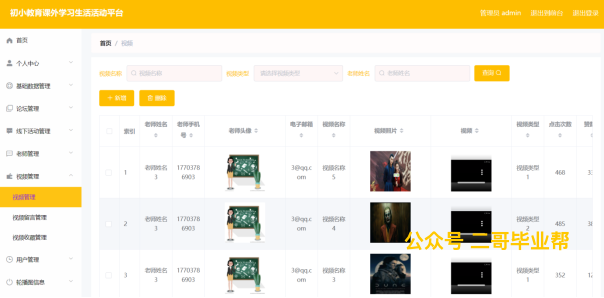 初小教育课外学习生活活动平台
管理员 admin
退出到前台
退出登录
首页
个人中心
基础数据管理
论坛管理
线下活动管理
老师管理
视频管理
视频管理
视频留言管理
视频收藏管理
用户管理
轮播图信息
首页 / 视频
视频名称 视频名称 视频类型 请选择视频类型 老师姓名 老师姓名 查询
+ 新增 删除
索引 老师姓名 老师手机号 老师头像 电子邮箱 视频名称 视频照片 视频 视频类型 点击次数
1 老师姓名3 17703786903 3@qq.com 视频名称5 视频类型1 468
2 老师姓名3 17703786903 3@qq.com 视频名称4 视频类型2 485
3 老师姓名3 17703786903 3@qq.com 视频名称3 视频类型1 352
公众号 二哥毕业帮